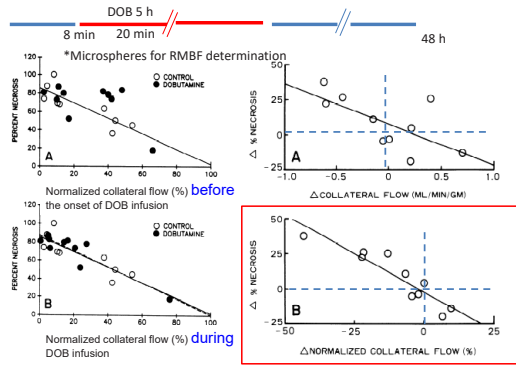 DOB 5 h
8 min
20 min
48 h
*Microspheres for RMBF determination
PERCENT NECROSIS
120
100
80
60
40
20
0
CONTROL
DOBUTAMINE
A
0
20
40
60
80
100
Normalized collateral flow (%) before
the onset of DOB infusion
Δ % NECROSIS
50
25
0
25
A
-1.0
-.5
0
.5
1.0
ΔCOLLATERAL FLOW (ML/MIN/GM)
PERCENT NECROSIS
120
100
80
60
40
20
0
CONTROL
DOBUTAMINE
B
0
20
40
60
80
100
Normalized collateral flow (%) during
DOB infusion
Δ % NECROSIS
50
25
0
25
B
-50
-25
0
25
ΔNORMALIZED COLLATERAL FLOW (%)